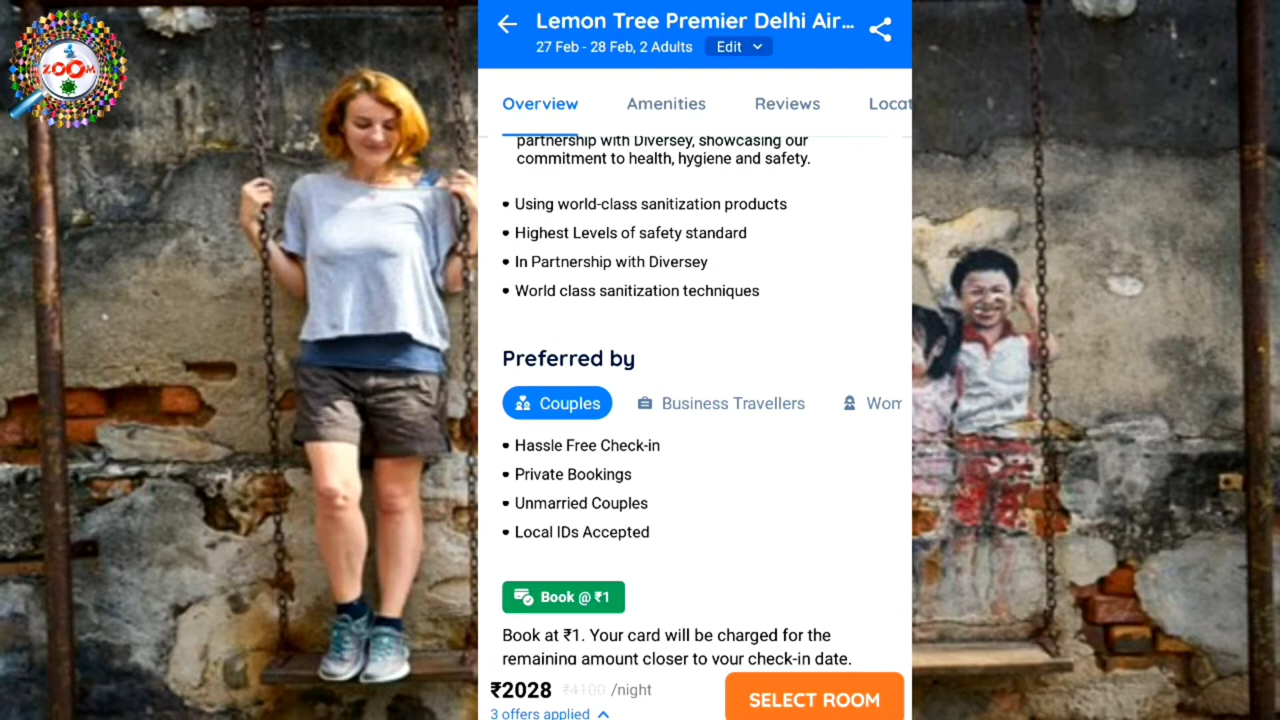 ZOOM
Lemon Tree Premier Delhi Air...
27 Feb - 28 Feb, 2 Adults Edit
Overview Amenities Reviews Locat
partnership with Diversey, showcasing our
commitment to health, hygiene and safety.
• Using world-class sanitization products
• Highest Levels of safety standard
• In Partnership with Diversey
• World class sanitization techniques
Preferred by
Couples Business Travellers Wom
• Hassle Free Check-in
• Private Bookings
• Unmarried Couples
• Local IDs Accepted
Book @ ₹1
Book at ₹1. Your card will be charged for the
remaining amount closer to your check-in date.
₹2028 ₹4100 /night
3 offers applied
SELECT ROOM